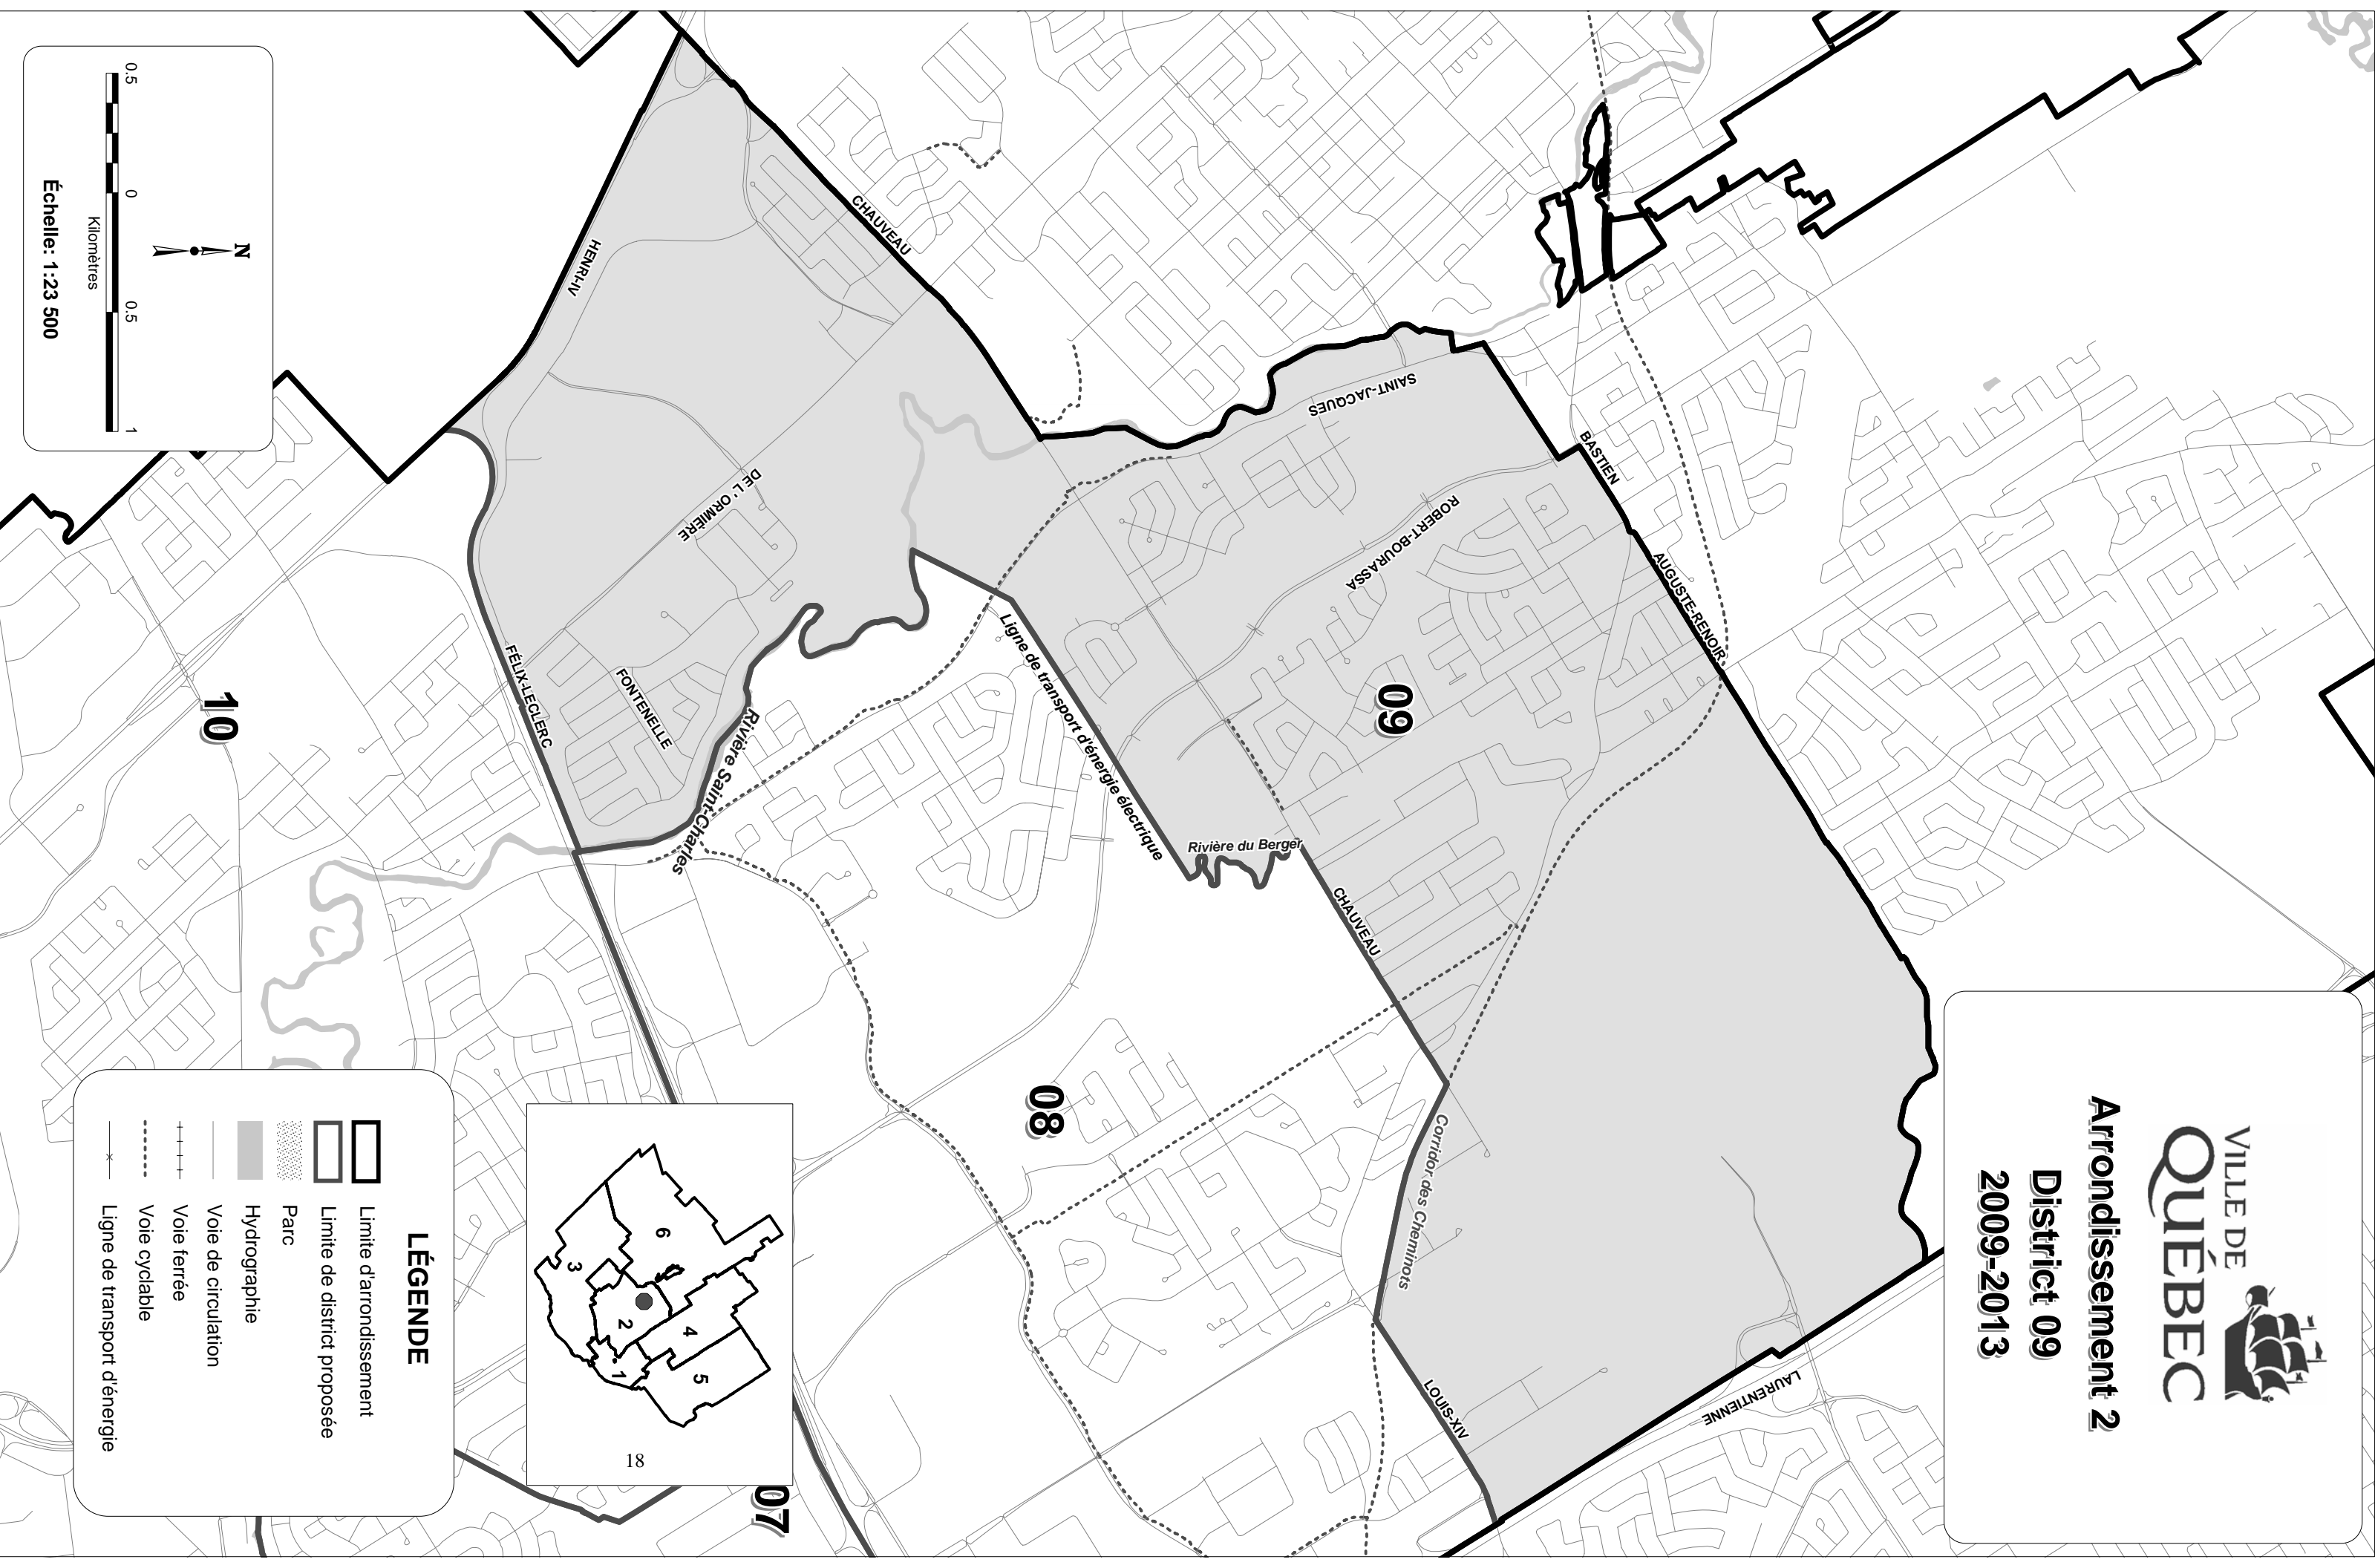 VILLE DE
QUÉBEC
Arrondissement 2
District 09
2009-2013
BASTIEN
AUGUSTE-RENOIR
CHAUVEAU
SAINT-JACQUES
ROBERT-BOURASSA
HENRI-IV
DE L' ORMIÈRE
09
Ligne de transport d'énergie électrique
Rivière du Berger
CHAUVEAU
FONTENELLE
FÉLIX-LECLERC
Rivière Saint-Charles
10
08
Corridor des Cheminots
LOUIS-XIV
LAURENTIENNE
07
0.5
0
0.5
1
Kilomètres
N
Échelle: 1:23 500
6
3
2
4
1
5
18
LÉGENDE
Limite d'arrondissement
Limite de district proposée
Parc
Hydrographie
Voie de circulation
Voie ferrée
Voie cyclable
Ligne de transport d'énergie